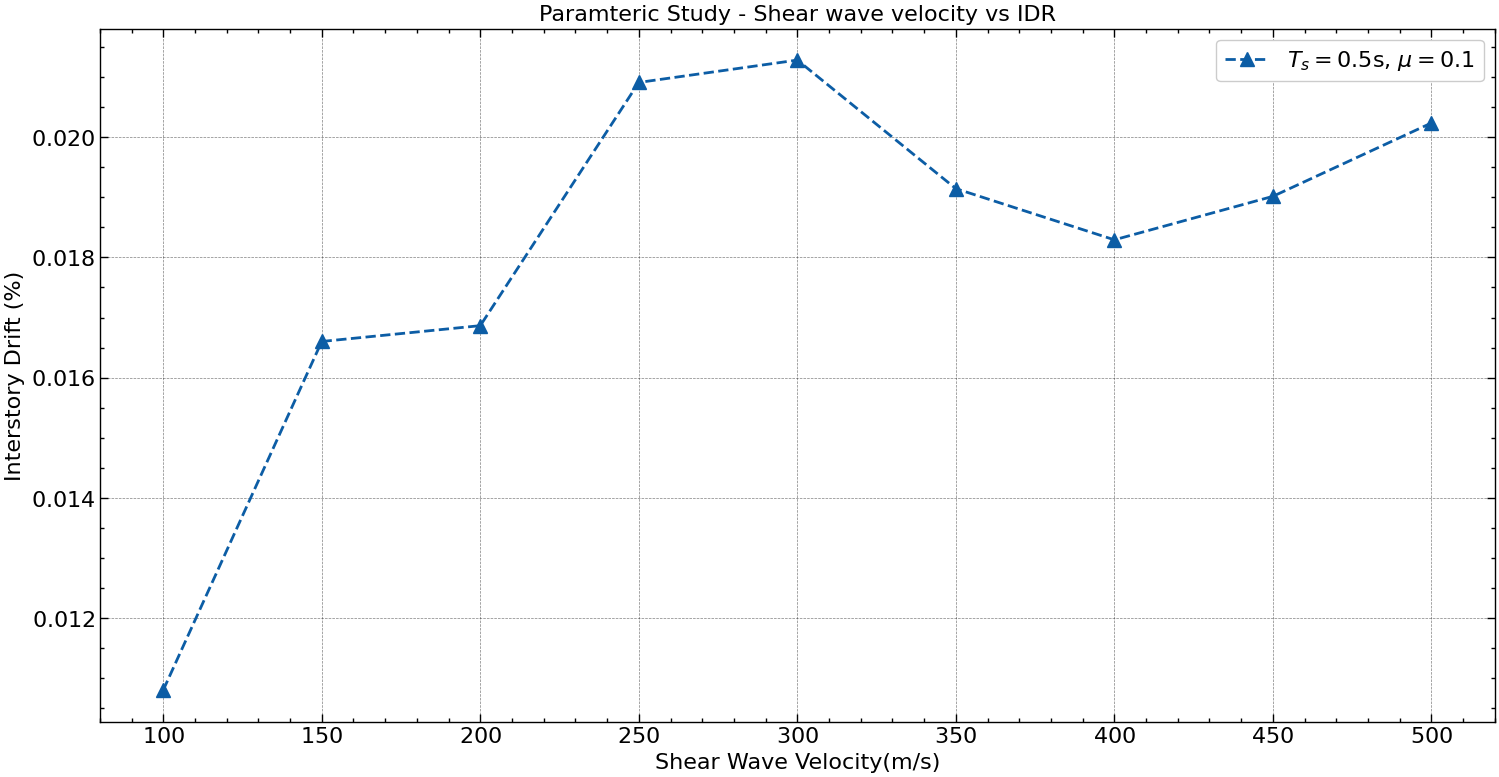 Paramteric Study - Shear wave velocity vs IDR
T_s = 0.5s, μ = 0.1
Interstory Drift (%)
0.020
0.018
0.016
0.014
0.012
100 150 200 250 300 350 400 450 500
Shear Wave Velocity(m/s)